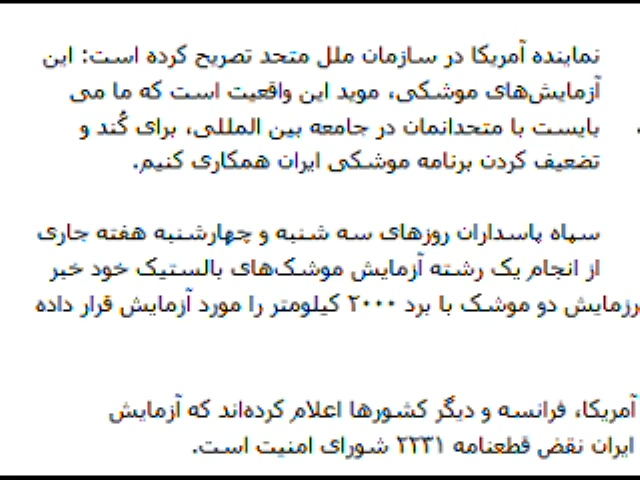 نماینده آمریکا در سازمان ملل متحد تصریح کرده است: این
آزمایش‌های موشکی، موید این واقعیت است که ما می
بایست با متحدانمان در جامعه بین المللی، برای کُند و
تضعیف کردن برنامه موشکی ایران همکاری کنیم.
سپاه پاسداران روزهای سه شنبه و چهارشنبه هفته جاری
از انجام یک رشته آزمایش موشک‌های بالستیک خود خبر
دو موشک با برد ۲۰۰۰ کیلومتر را مورد آزمایش قرار داده
آمریکا، فرانسه و دیگر کشورها اعلام کرده‌اند که آزمایش
ایران نقض قطعنامه ۲۲۳۱ شورای امنیت است.